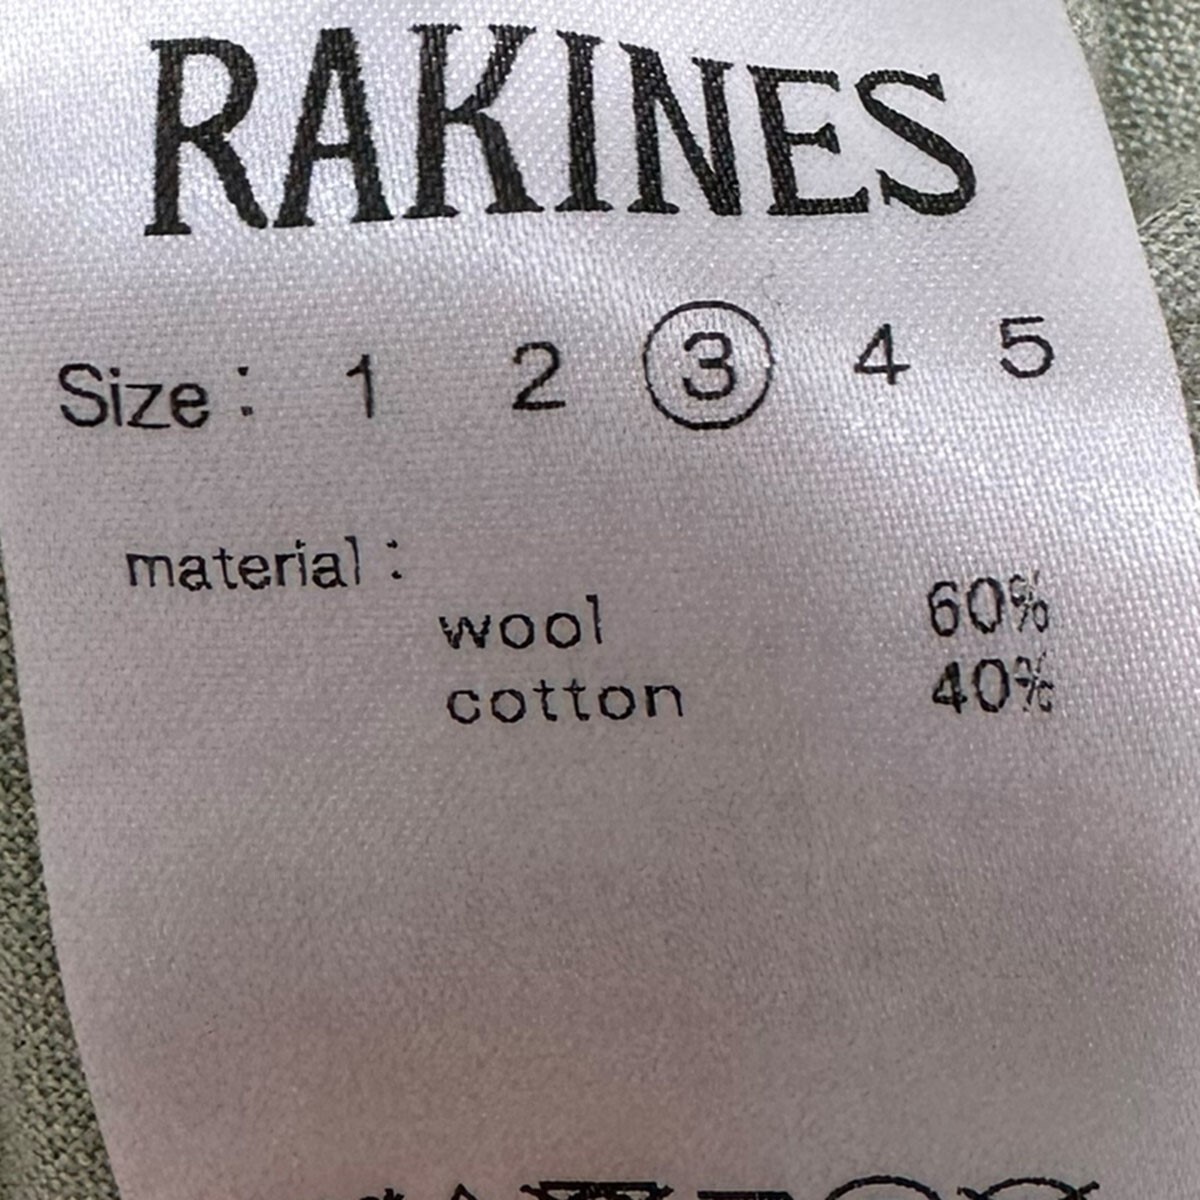 RAKINES
Size: 1 2 3 4 5
material:
wool 60%
cotton 40%